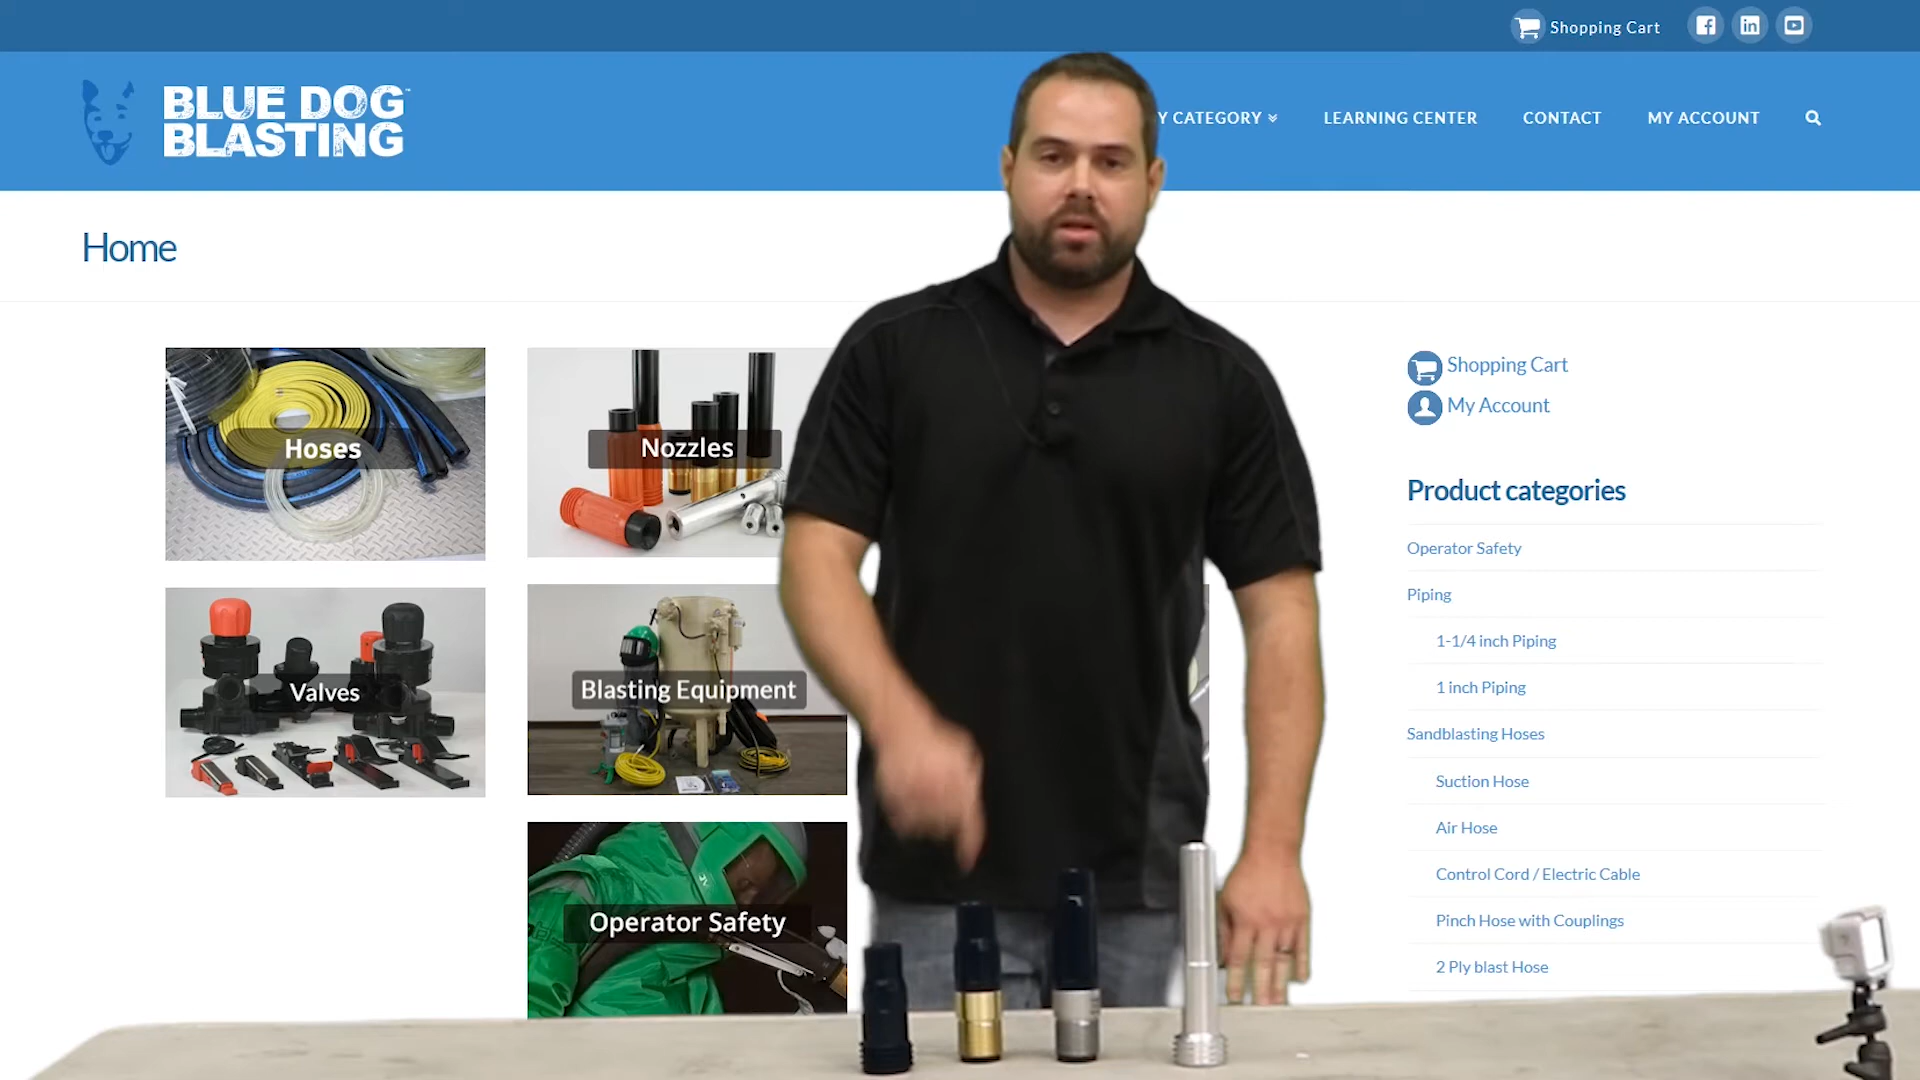 Shopping Cart
BLUE DOG
BLASTING
Y CATEGORY
LEARNING CENTER
CONTACT
MY ACCOUNT
Home
Hoses
Nozzles
Valves
Blasting Equipment
Operator Safety
Shopping Cart
My Account
Product categories
Operator Safety
Piping
1-1/4 inch Piping
1 inch Piping
Sandblasting Hoses
Suction Hose
Air Hose
Control Cord / Electric Cable
Pinch Hose with Couplings
2 Ply blast Hose